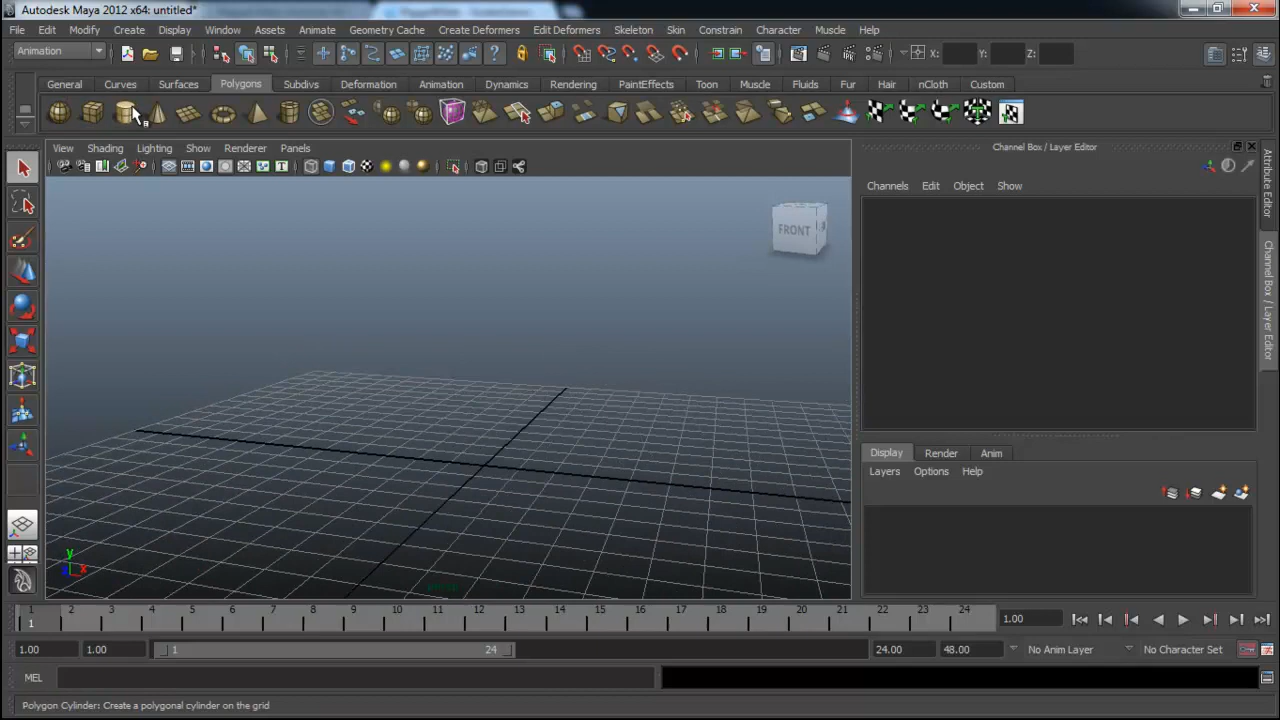 Autodesk Maya 2012 x64: untitled*
File Edit Modify Create Display Window Assets Animate Geometry Cache Create Deformers Edit Deformers Skeleton Skin Constrain Character Muscle Help
Animation X: Y: Z:
General Curves Surfaces Polygons Subdivs Deformation Animation Dynamics Rendering PaintEffects Toon Muscle Fluids Fur Hair nCloth Custom
View Shading Lighting Show Renderer Panels
Channel Box / Layer Editor
Channels Edit Object Show
FRONT
Attribute Editor
Channel Box / Layer Editor
Display Render Anim
Layers Options Help
y
z x
persp
1 2 3 4 5 6 7 8 9 10 11 12 13 14 15 16 17 18 19 20 21 22 23 24
1
1.00
1.00 1.00 1 24 24.00 48.00 No Anim Layer No Character Set
MEL
Polygon Cylinder: Create a polygonal cylinder on the grid